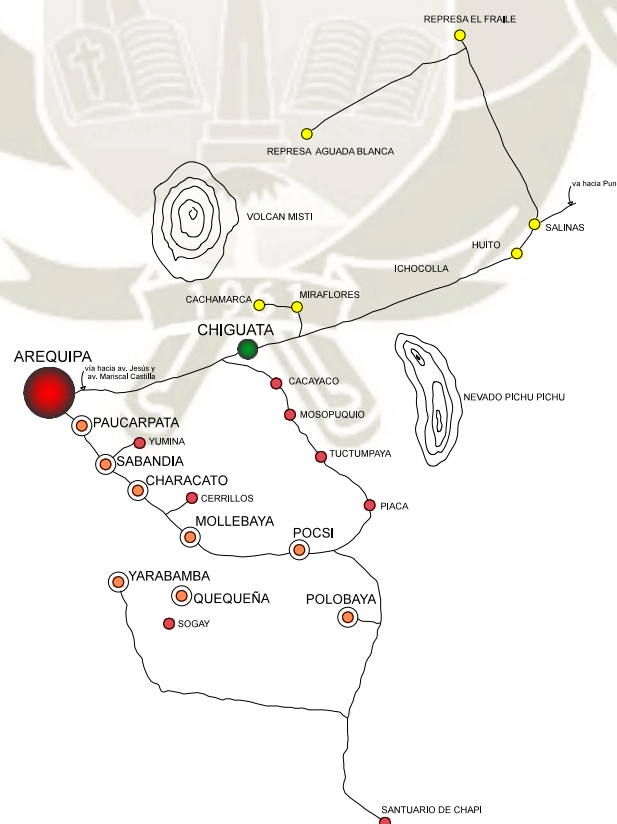 REPRESA EL FRAILE
REPRESA AGUADA BLANCA
va hacia Pun
VOLCAN MISTI
SALINAS
HUITO
ICHOCOLLA
MIRAFLORES
CACHAMARCA
CHIGUATA
AREQUIPA
via hacia av. Jesús y
av. Mariscal Castilla
CACAYACO
NEVADO PICHU PICHU
MOSOPUQUIO
PAUCARPATA
YUMINA
TUCTUMPAYA
SABANDIA
CHARACATO
CERRILLOS
PIACA
MOLLEBAYA
POCSI
YARABAMBA
QUEQUEÑA
POLOBAYA
SOGAY
SANTUARIO DE CHAPI